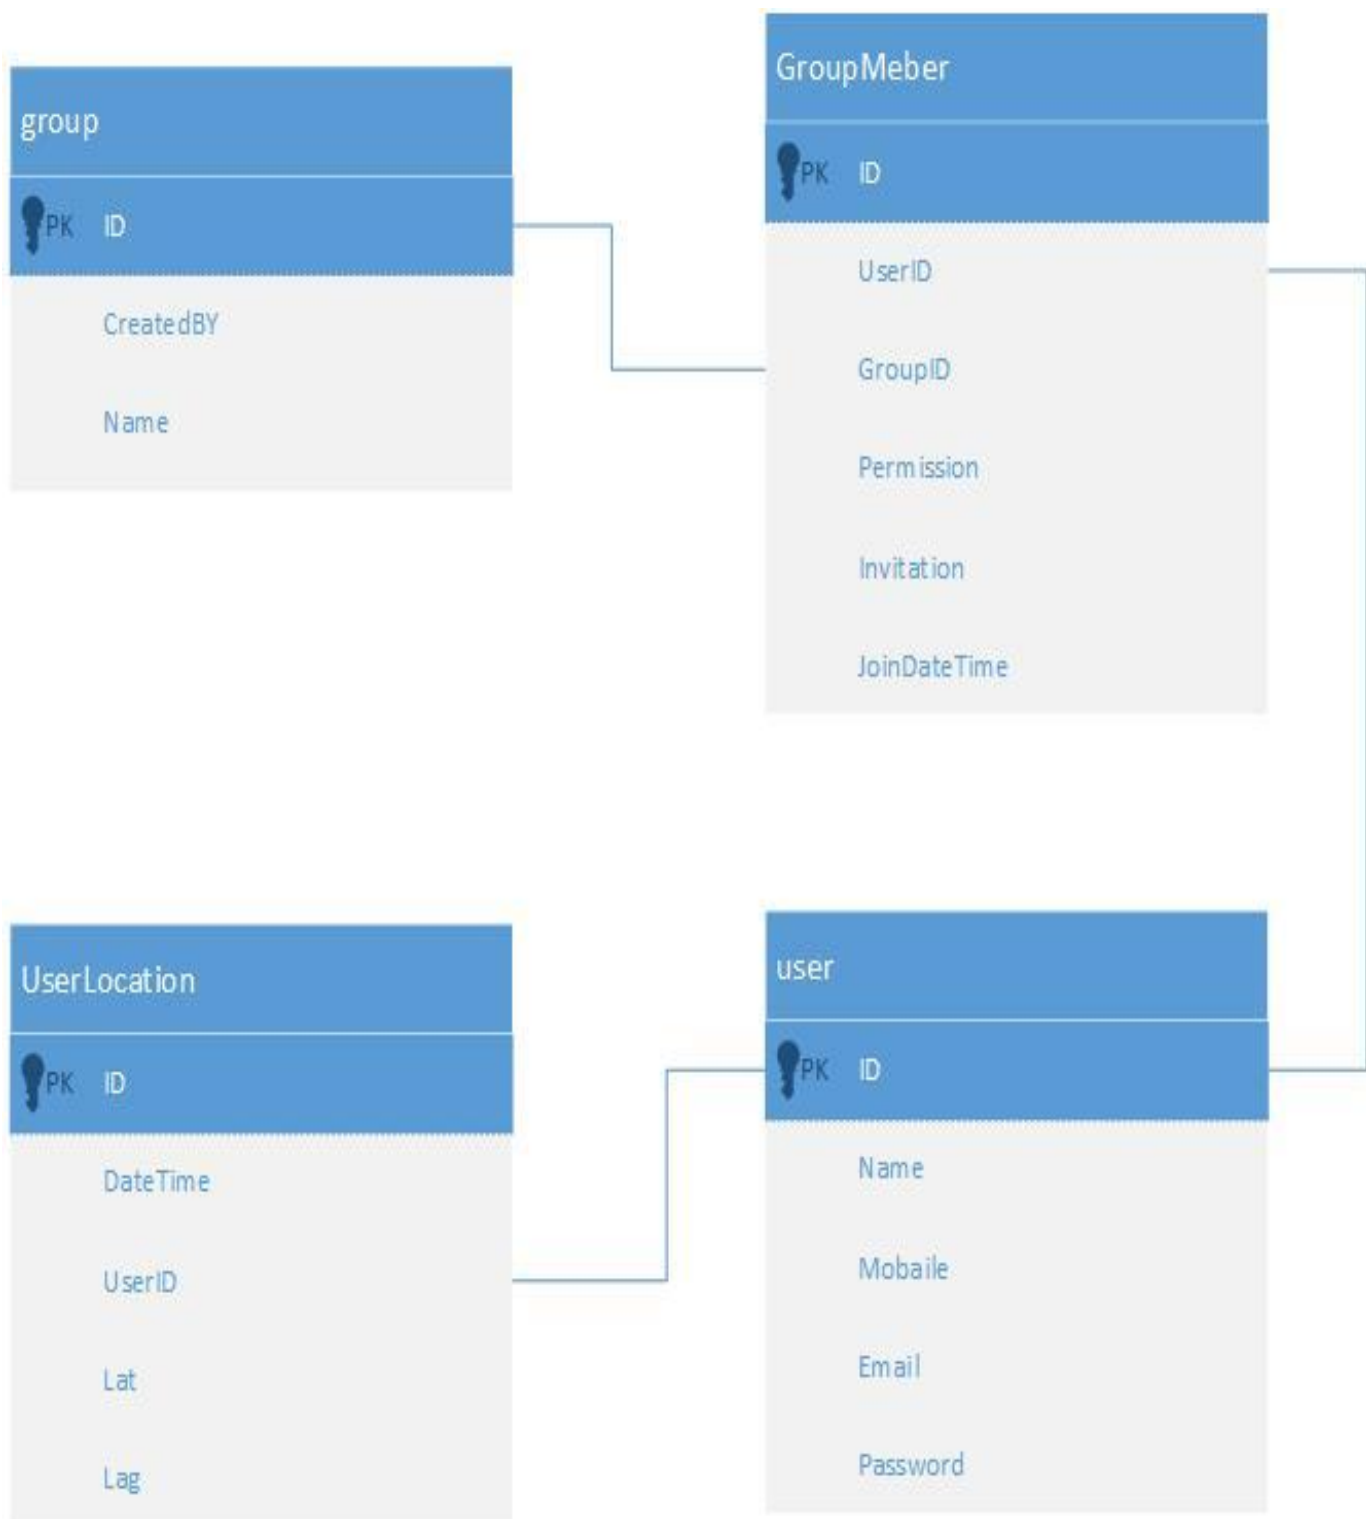 group
PK ID
CreatedBY
Name
GroupMeber
PK ID
UserID
GroupID
Permission
Invitation
JoinDateTime
UserLocation
PK ID
DateTime
UserID
Lat
Lag
user
PK ID
Name
Mobaile
Email
Password